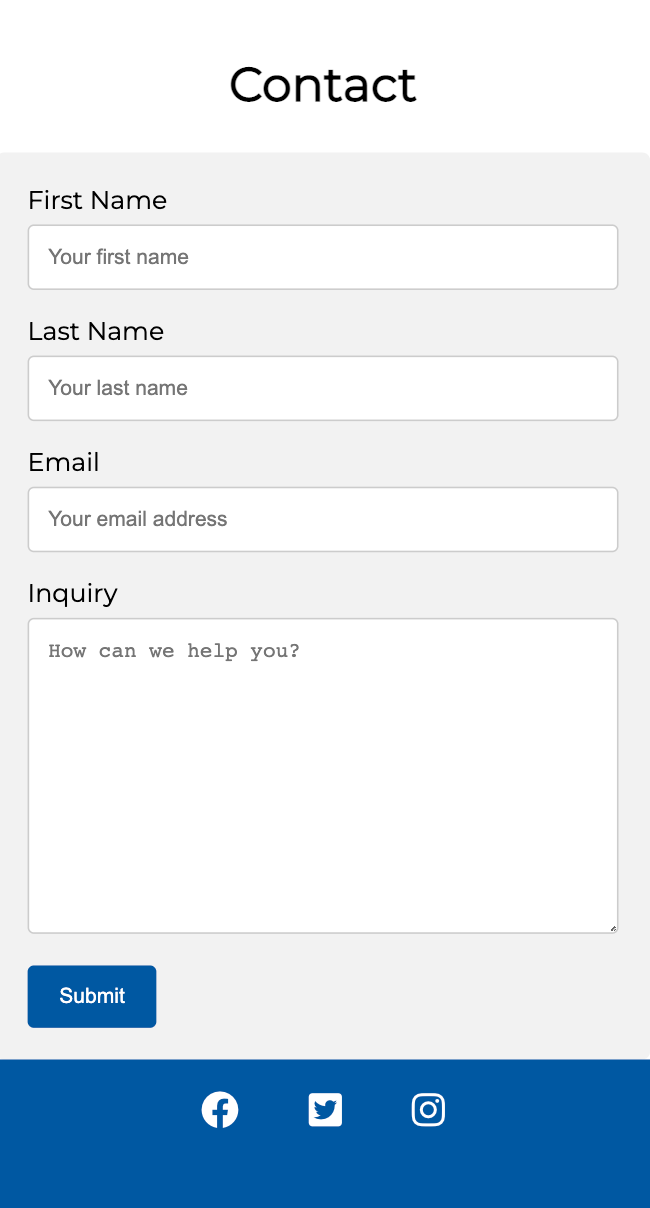 Contact
First Name
Your first name
Last Name
Your last name
Email
Your email address
Inquiry
How can we help you?
Submit